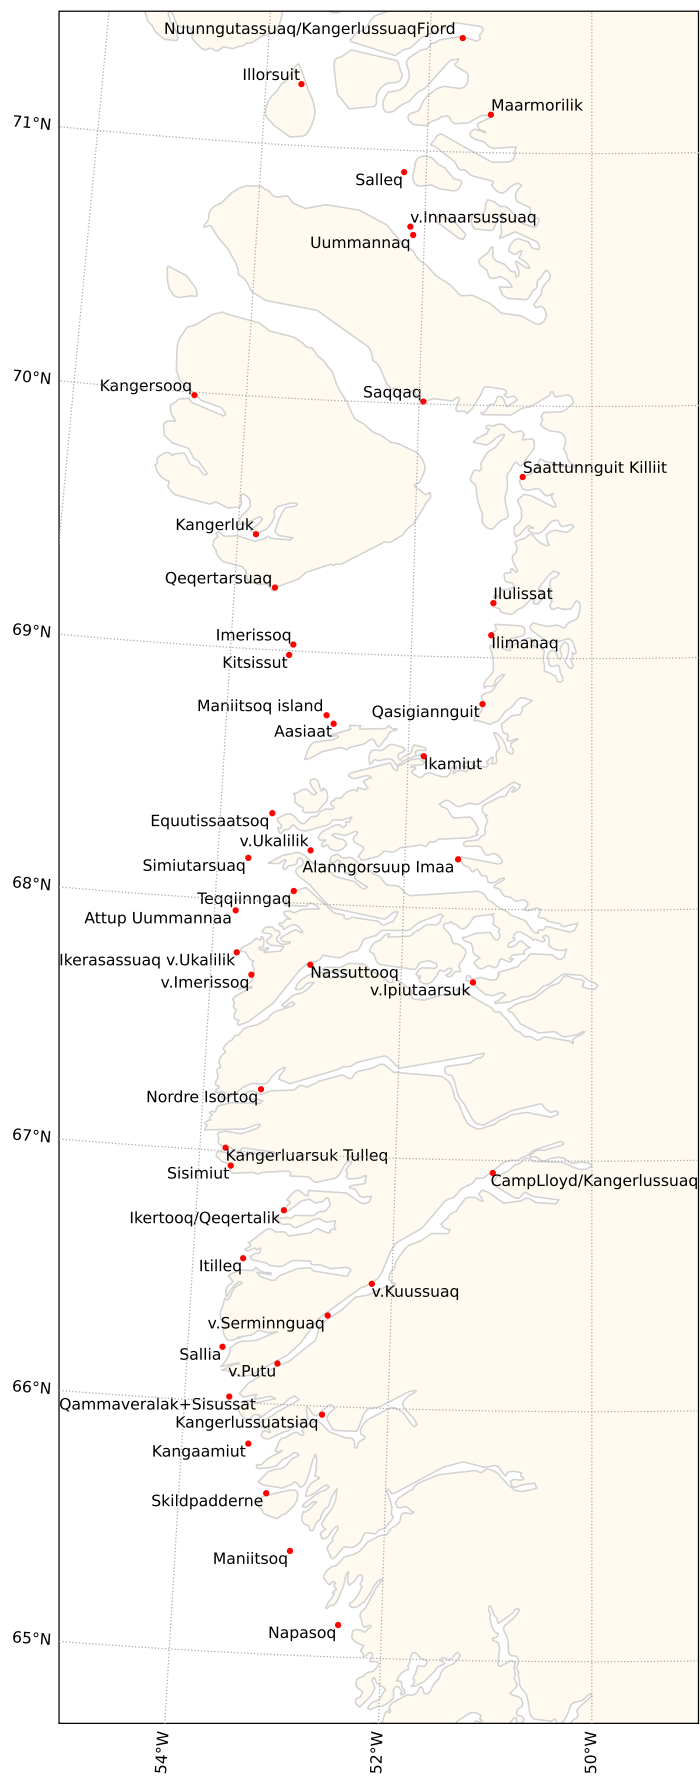 Nuunngutassuaq/KangerlussuaqFjord
Illorsuit
Maarmorilik
71°N
Salleq
v.Innaarsussuaq
Uummannaq
70°N
Kangersooq
Saqqaq
Saattunnguit Killiit
Kangerluk
Qeqertarsuaq
Ilulissat
69°N
Imerissoq
Ilimanaq
Kitsissut
Maniitsoq island
Qasigiannguit
Aasiaat
Ikamiut
Equutissaatsoq
v.Ukalilik
Simiutarsuaq
Alanngorsuup Imaa
68°N
Teqqiinngaq
Attup Uummannaa
Ikerasassuaq v.Ukalilik
Nassuttooq
v.Imerissoq
v.Ipiutaarsuk
Nordre Isortoq
67°N
Kangerluarsuk Tulleq
Sisimiut
CampLloyd/Kangerlussuaq
Ikertooq/Qeqertalik
Itilleq
v.Kuussuaq
v.Serminnguaq
Sallia
v.Putu
66°N
Qammaveralak+Sisussat
Kangerlussuatsiaq
Kangaamiut
Skildpadderne
Maniitsoq
Napasoq
65°N
54°W
52°W
50°W